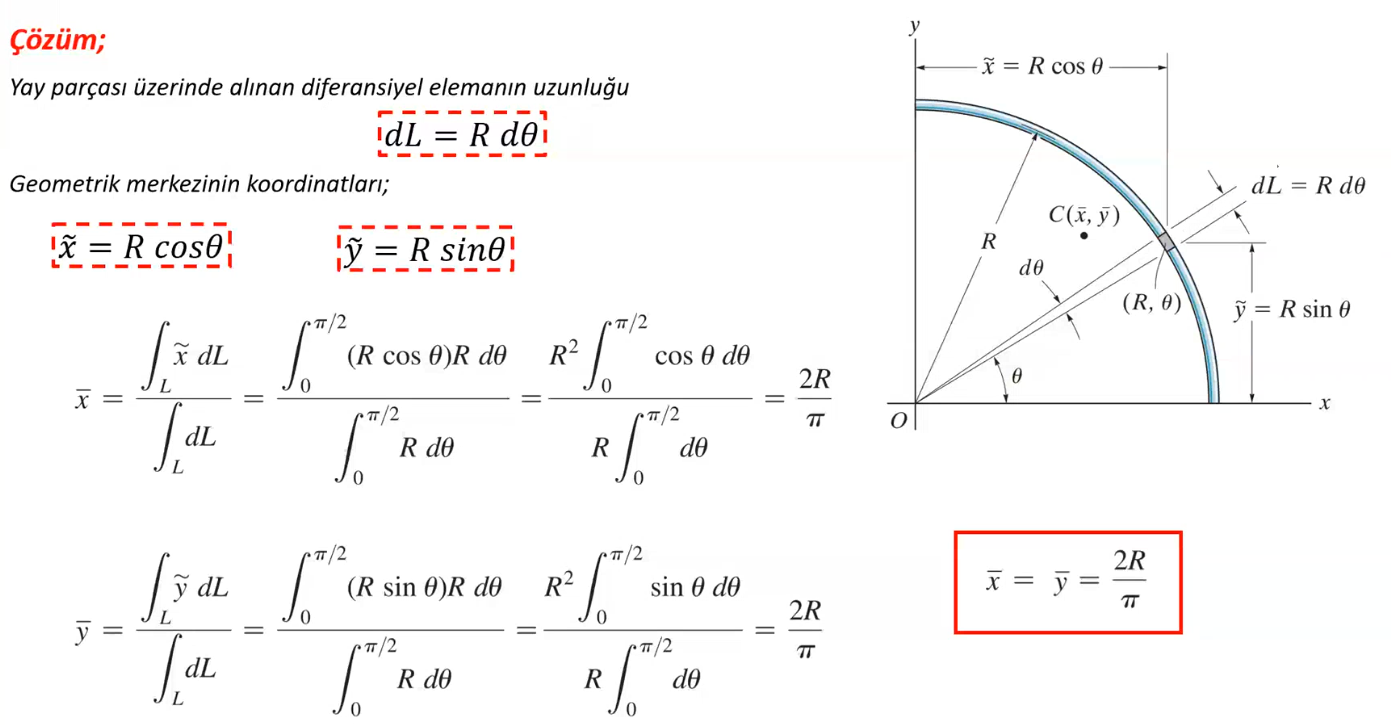 Çözüm;
Yay parçası üzerinde alınan diferansiyel elemanın uzunluğu
dL = R dθ
Geometrik merkezinin koordinatları;
x̃ = R cosθ
ỹ = R sinθ
x̄ = ∫_L x̃ dL / ∫_L dL = ∫_0^{π/2} (R cos θ)R dθ / ∫_0^{π/2} R dθ = R² ∫_0^{π/2} cos θ dθ / R ∫_0^{π/2} dθ = 2R/π
ȳ = ∫_L ỹ dL / ∫_L dL = ∫_0^{π/2} (R sin θ)R dθ / ∫_0^{π/2} R dθ = R² ∫_0^{π/2} sin θ dθ / R ∫_0^{π/2} dθ = 2R/π
y
x̃ = R cos θ
dL = R dθ
C(x̄, ȳ)
R
dθ
(R, θ)
ỹ = R sin θ
θ
O
x
x̄ = ȳ = 2R/π